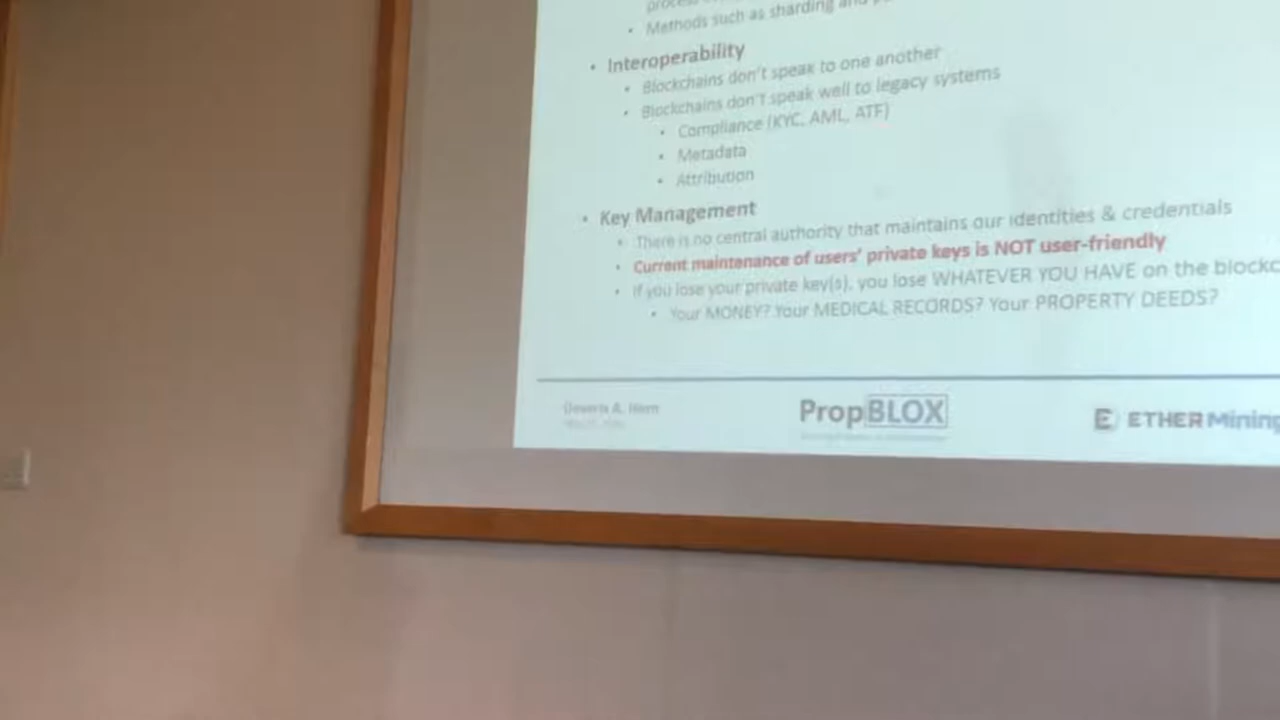 process
• Methods such as sharding and
• Interoperability
• Blockchains don't speak to one another
• Blockchains don't speak well to legacy systems
• Compliance (KYC, AML, ATF)
• Metadata
• Attribution
• Key Management
• There is no central authority that maintains our identities & credentials
• Current maintenance of users' private keys is NOT user-friendly
• If you lose your private key(s), you lose WHATEVER YOU HAVE on the blockc
• Your MONEY? Your MEDICAL RECORDS? Your PROPERTY DEEDS?
PropBLOX
E ETHER Mining